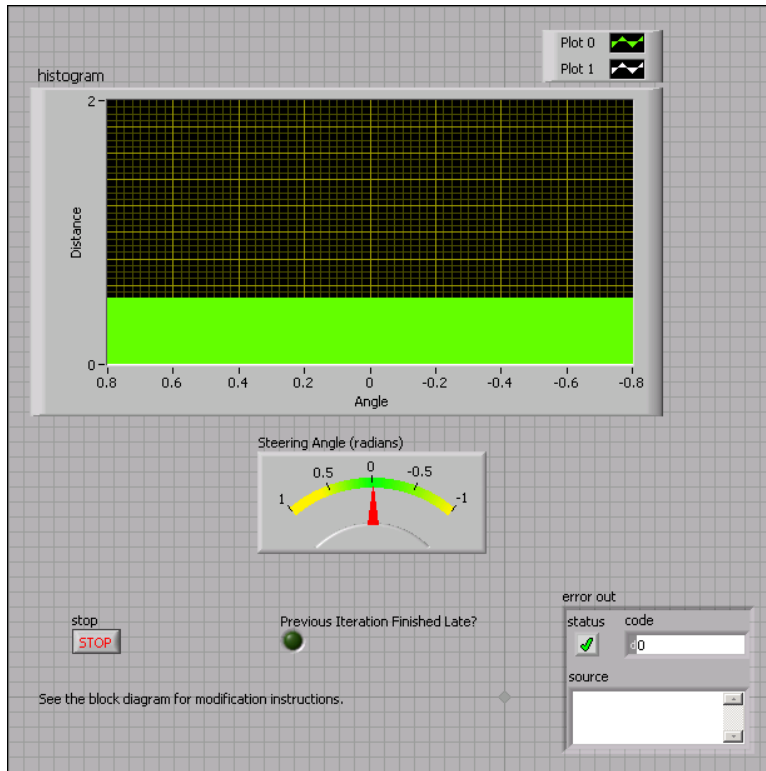 Plot 0
Plot 1
histogram
2
Distance
0
0.8 0.6 0.4 0.2 0 -0.2 -0.4 -0.6 -0.8
Angle
Steering Angle (radians)
1 0.5 0 -0.5 -1
stop
STOP
Previous Iteration Finished Late?
error out
status code
d0
source
See the block diagram for modification instructions.